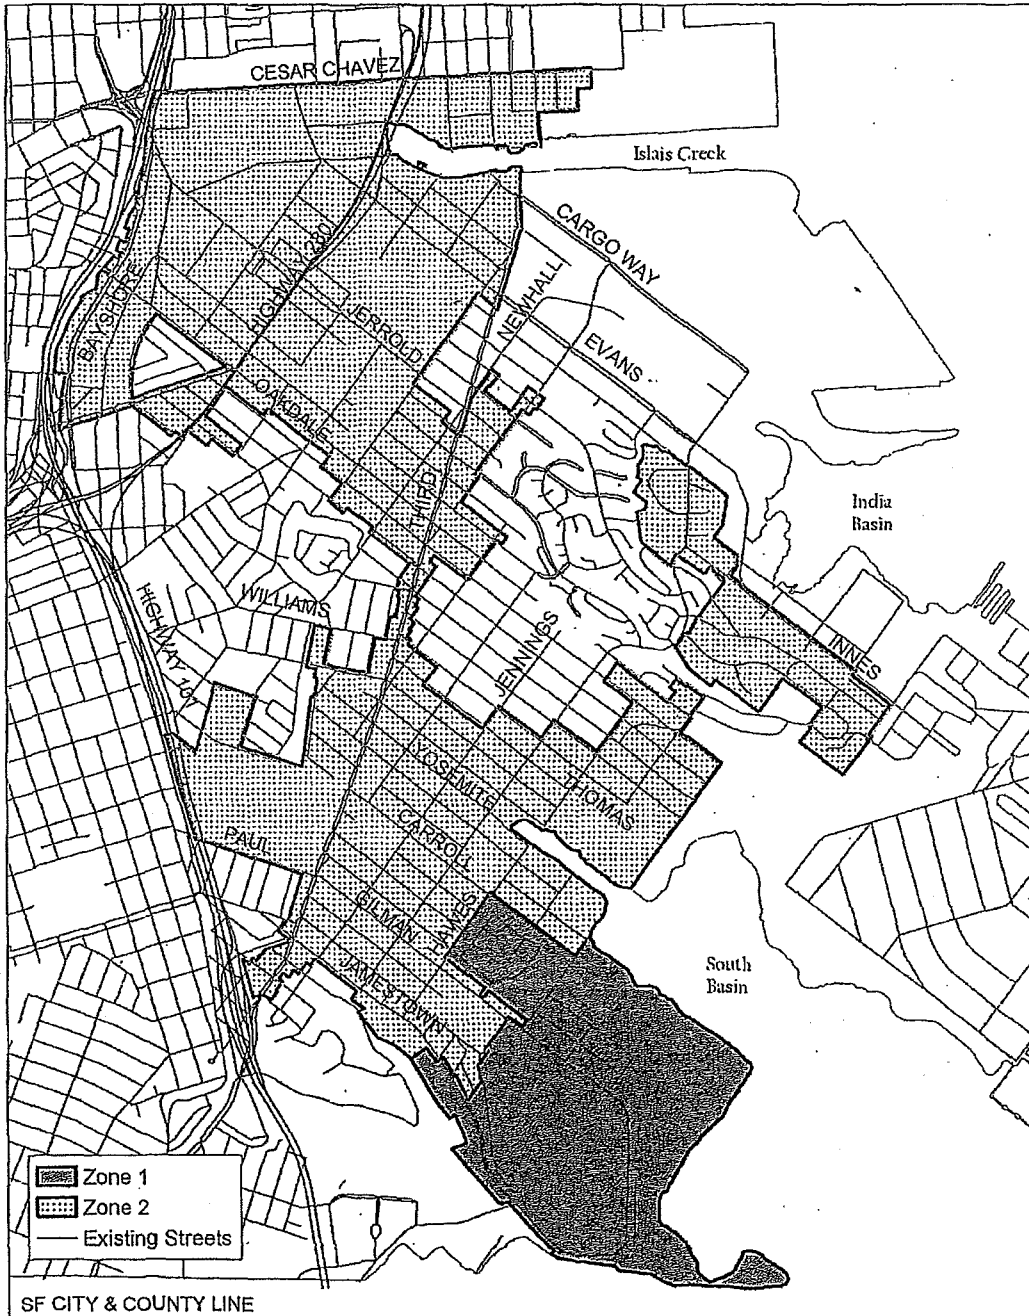 CESAR CHAVEZ
Islais Creek
CARGO WAY
NEWHALL
HIGHWAY 280
BAYSHORE
JERROLD
EVANS
OAKDALE
THIRD
India
Basin
WILLIAMS
HIGHWAY 101
JENNINGS
INNES
YOSEMITE
THOMAS
CARROLL
PAUL
GILMAN
JAMESTOWN
South
Basin
Zone 1
Zone 2
Existing Streets
SF CITY & COUNTY LINE